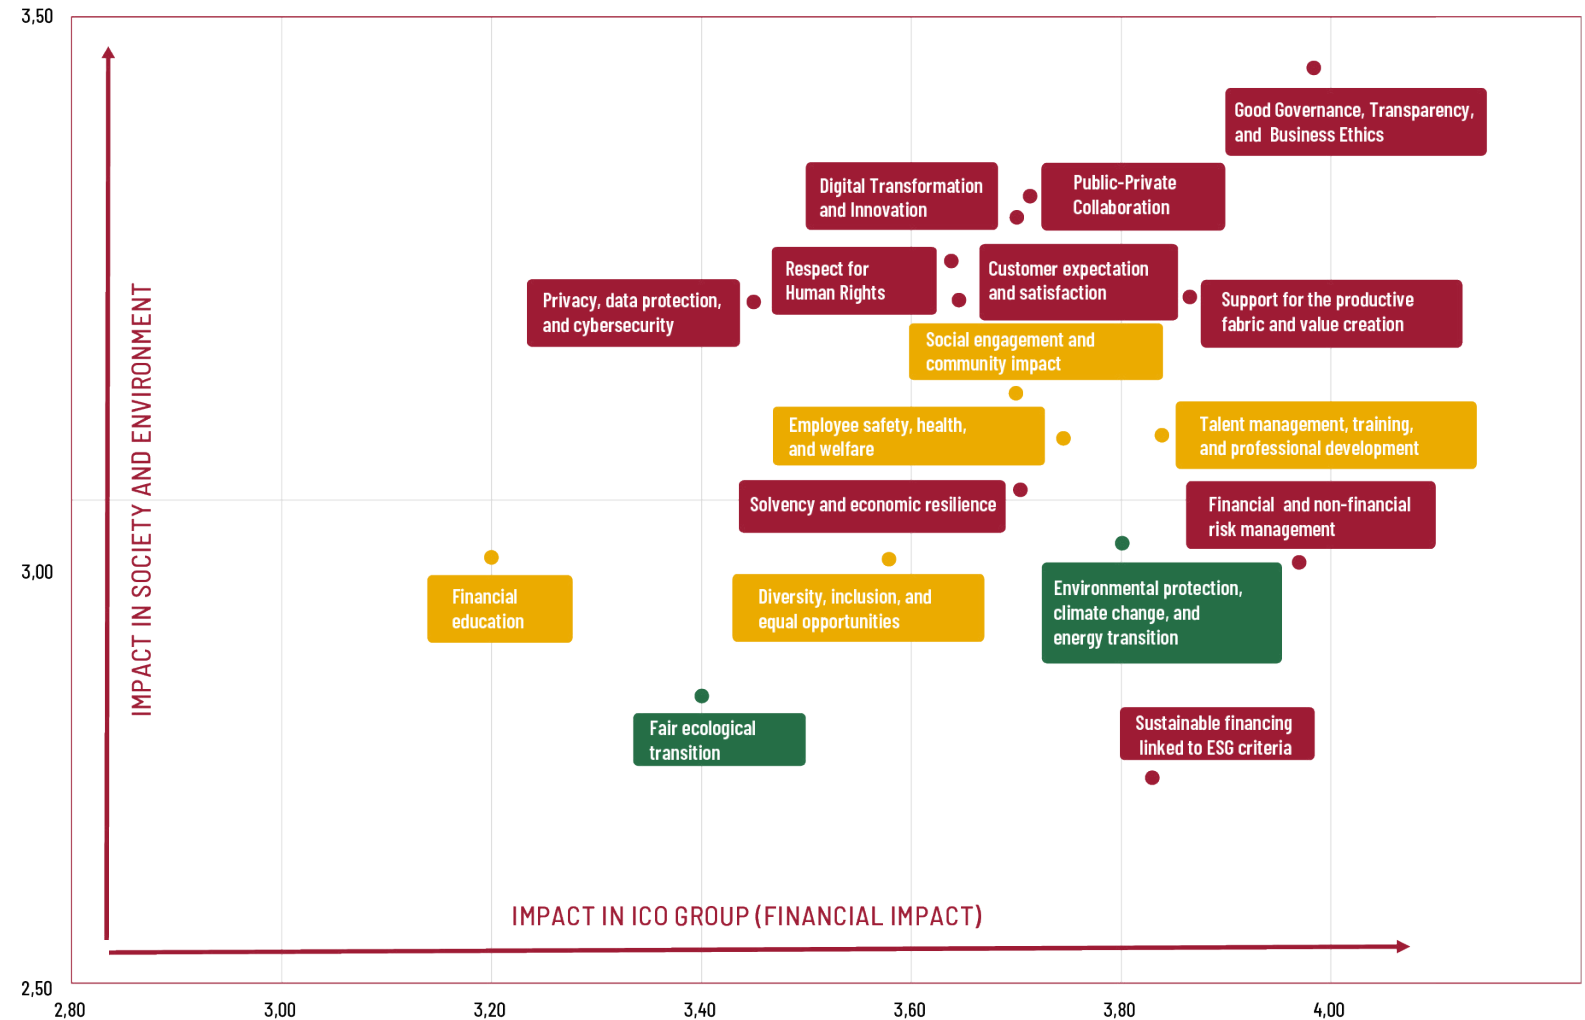 3,50
Good Governance, Transparency,
and Business Ethics
Digital Transformation
and Innovation
Public-Private
Collaboration
Respect for
Human Rights
Customer expectation
and satisfaction
Privacy, data protection,
and cybersecurity
Support for the productive
fabric and value creation
Social engagement and
community impact
Employee safety, health,
and welfare
Talent management, training,
and professional development
Solvency and economic resilience
Financial and non-financial
risk management
IMPACT IN SOCIETY AND ENVIRONMENT
3,00
Financial
education
Diversity, inclusion, and
equal opportunities
Environmental protection,
climate change, and
energy transition
Fair ecological
transition
Sustainable financing
linked to ESG criteria
IMPACT IN ICO GROUP (FINANCIAL IMPACT)
2,50
2,80
3,00
3,20
3,40
3,60
3,80
4,00